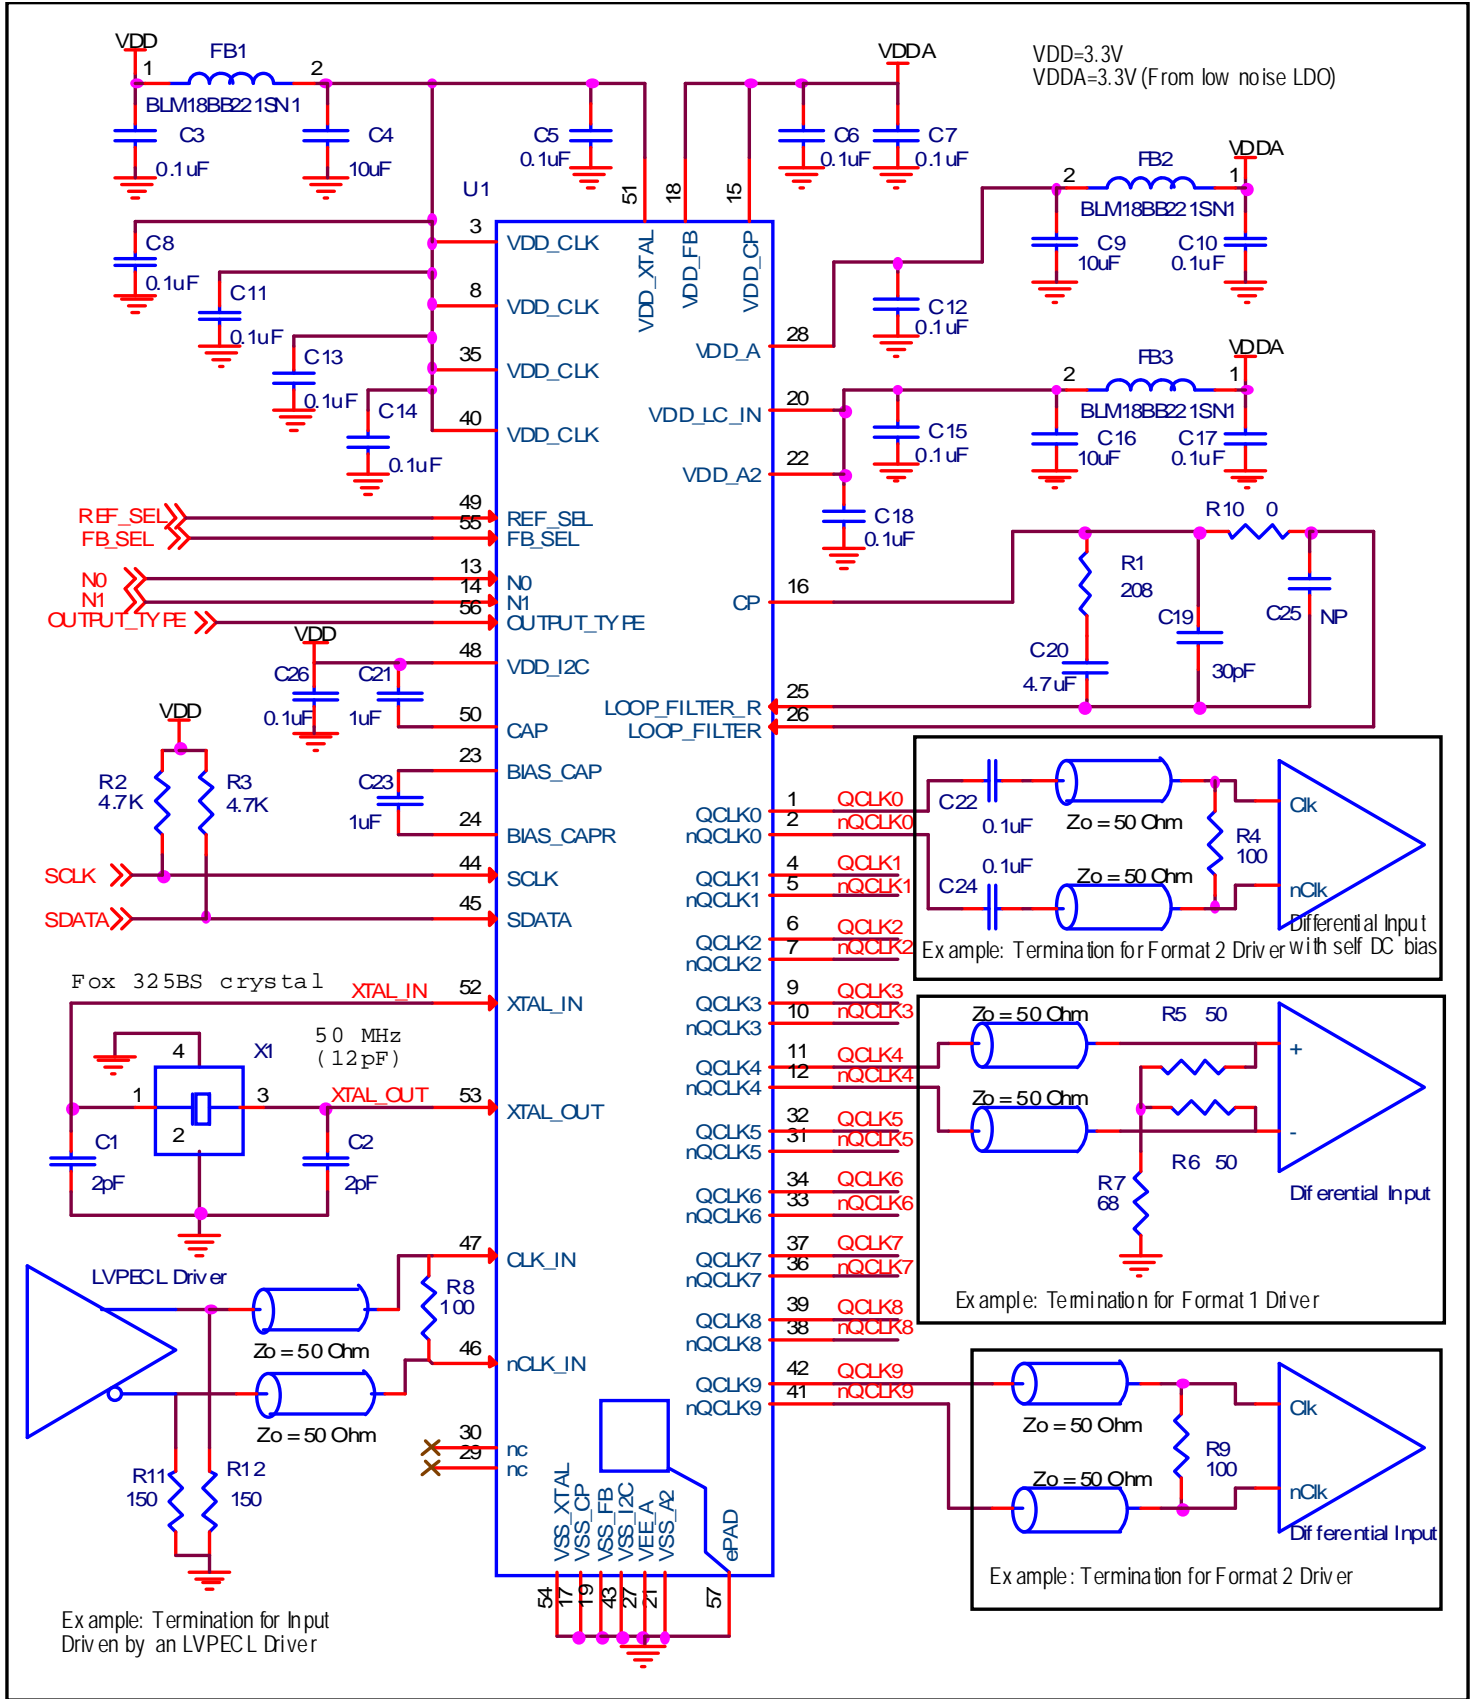 VDD
FB1
1
2
BLM18BB221SN1
C3
0.1uF
C4
10uF
C5
0.1uF
VDDA
C6
0.1uF
C7
0.1uF
VDD=3.3V
VDDA=3.3V (From low noise LDO)
FB2
VDDA
2
1
BLM18BB221SN1
C9
10uF
C10
0.1uF
U1
51
18
15
VDD_XTAL
VDD_FB
VDD_CP
C8
0.1uF
C11
0.1uF
C13
0.1uF
C14
0.1uF
3
VDD_CLK
8
VDD_CLK
35
VDD_CLK
40
VDD_CLK
C12
0.1uF
28
VDD_A
FB3
VDDA
2
1
BLM18BB221SN1
20
VDD_LC_IN
C15
0.1uF
C16
10uF
C17
0.1uF
22
VDD_A2
C18
0.1uF
REF_SEL
49
REF_SEL
FB_SEL
55
FB_SEL
N0
13
N0
N1
14
N1
OUTPUT_TYPE
56
OUTPUT_TYPE
R10 0
R1
208
C19
30pF
C25
NP
C20
4.7uF
16
CP
25
LOOP_FILTER_R
26
LOOP_FILTER
VDD
48
VDD_I2C
C26
0.1uF
C21
1uF
50
CAP
VDD
23
BIAS_CAP
C23
1uF
24
BIAS_CAPR
R2
4.7K
R3
4.7K
SCLK
44
SCLK
SDATA
45
SDATA
1
QCLK0
QCLK0
2
nQCLK0
nQCLK0
4
QCLK1
QCLK1
5
nQCLK1
nQCLK1
6
QCLK2
QCLK2
7
nQCLK2
nQCLK2
9
QCLK3
QCLK3
10
nQCLK3
nQCLK3
11
QCLK4
QCLK4
12
nQCLK4
nQCLK4
32
QCLK5
QCLK5
31
nQCLK5
nQCLK5
34
QCLK6
QCLK6
33
nQCLK6
nQCLK6
37
QCLK7
QCLK7
36
nQCLK7
nQCLK7
39
QCLK8
QCLK8
38
nQCLK8
nQCLK8
42
QCLK9
QCLK9
41
nQCLK9
nQCLK9
C22
0.1uF
Zo = 50 Ohm
C24
0.1uF
Zo = 50 Ohm
R4
100
Clk
nClk
Differential Input
with self DC bias
Example: Termination for Format 2 Driver
Zo = 50 Ohm
Zo = 50 Ohm
R5 50
R6 50
R7
68
+
-
Differential Input
Example: Termination for Format 1 Driver
Zo = 50 Ohm
Zo = 50 Ohm
R9
100
Clk
nClk
Differential Input
Example: Termination for Format 2 Driver
Fox 325BS crystal
XTAL_IN
52
XTAL_IN
50 MHz
(12pF)
X1
4
1
3
2
XTAL_OUT
53
XTAL_OUT
C1
2pF
C2
2pF
LVPECL Driver
47
CLK_IN
R8
100
Zo = 50 Ohm
46
nCLK_IN
Zo = 50 Ohm
R11
150
R12
150
30
nc
29
nc
VSS_XTAL
VSS_CP
VSS_FB
VSS_I2C
VEE_A
VSS_A2
ePAD
54
17
19
43
27
21
57
Example: Termination for Input
Driven by an LVPECL Driver